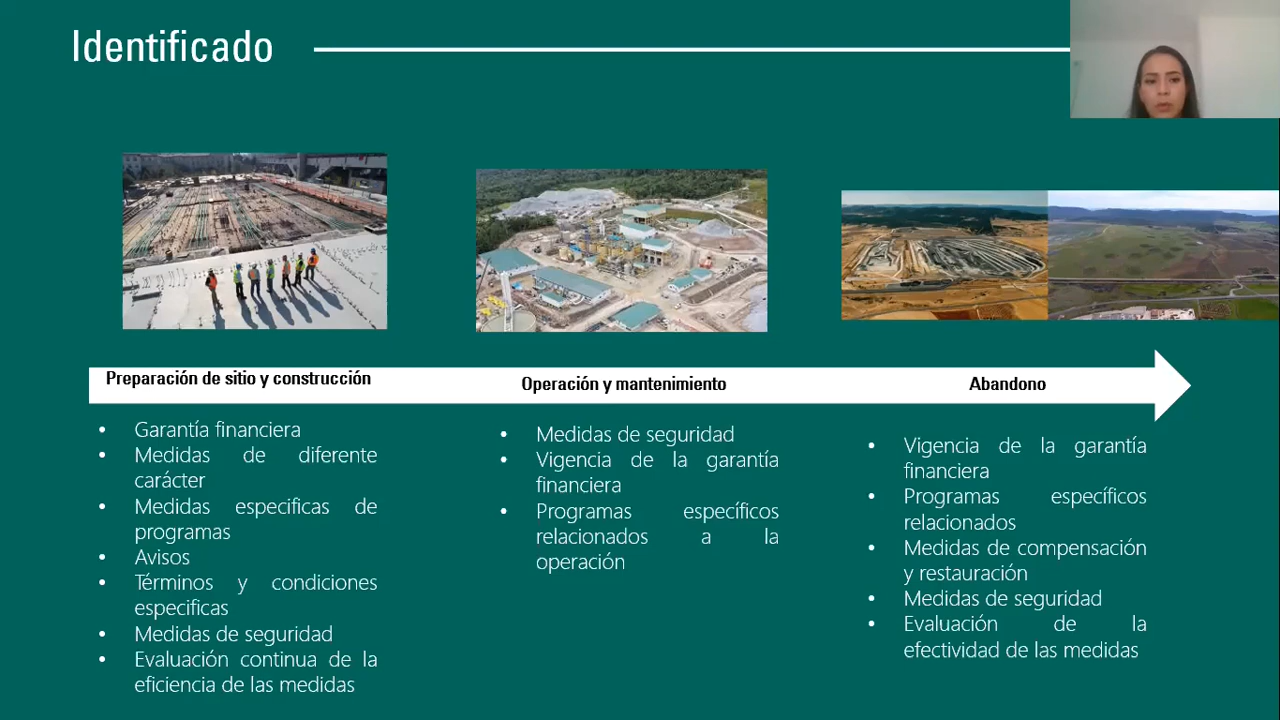 Identificado
Preparación de sitio y construcción
Garantía financiera
Medidas de diferente
carácter
Medidas especificas de
programas
Avisos
Términos y condiciones
especificas
Medidas de seguridad
Evaluación continua de la
eficiencia de las medidas
Operación y mantenimiento
Medidas de seguridad
Vigencia de la garantía
financiera
Programas específicos
relacionados a la
operación
Abandono
Vigencia de la garantía
financiera
Programas específicos
relacionados
Medidas de compensación
y restauración
Medidas de seguridad
Evaluación de la
efectividad de las medidas